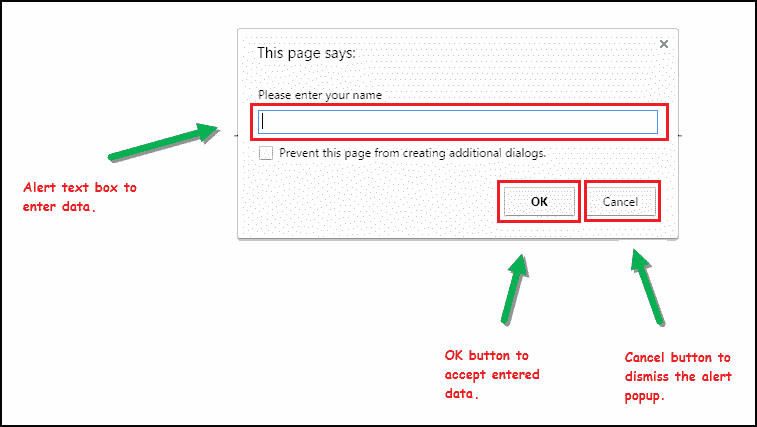 This page says:
Please enter your name
Prevent this page from creating additional dialogs.
OK
Cancel
Alert text box to
enter data.
OK button to
accept entered
data.
Cancel button to
dismiss the alert
popup.